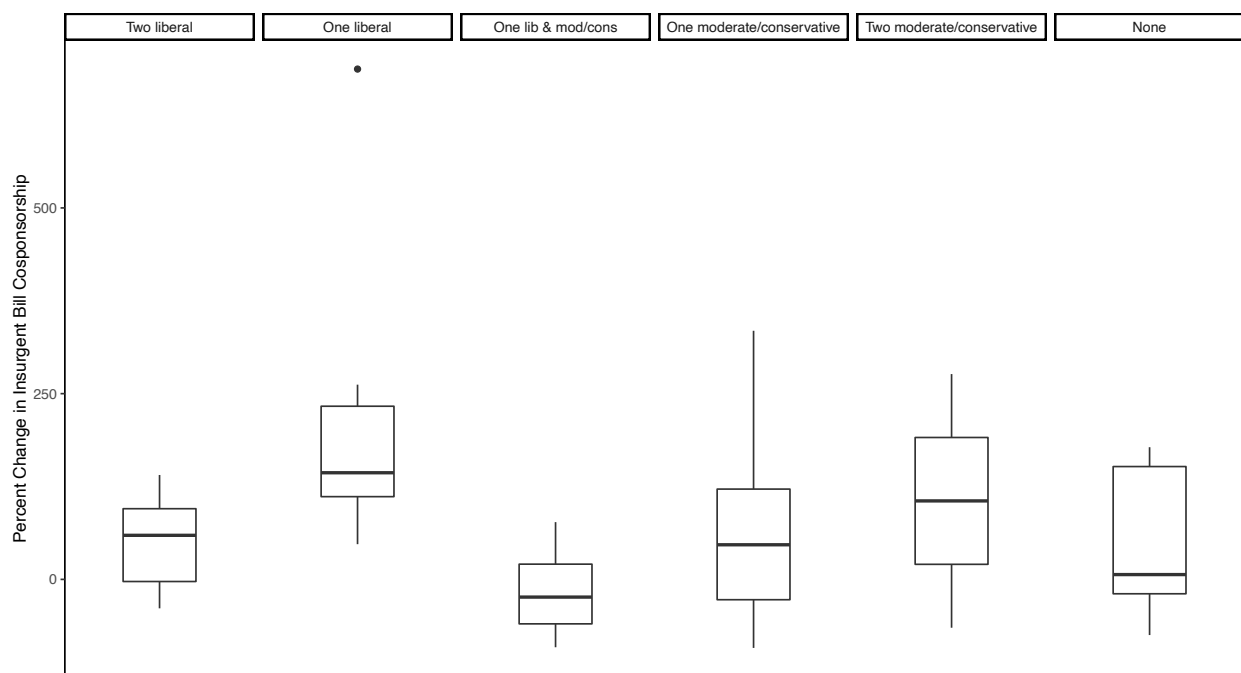 Two liberal
One liberal
One lib & mod/cons
One moderate/conservative
Two moderate/conservative
None
Percent Change in Insurgent Bill Cosponsorship
500
250
0